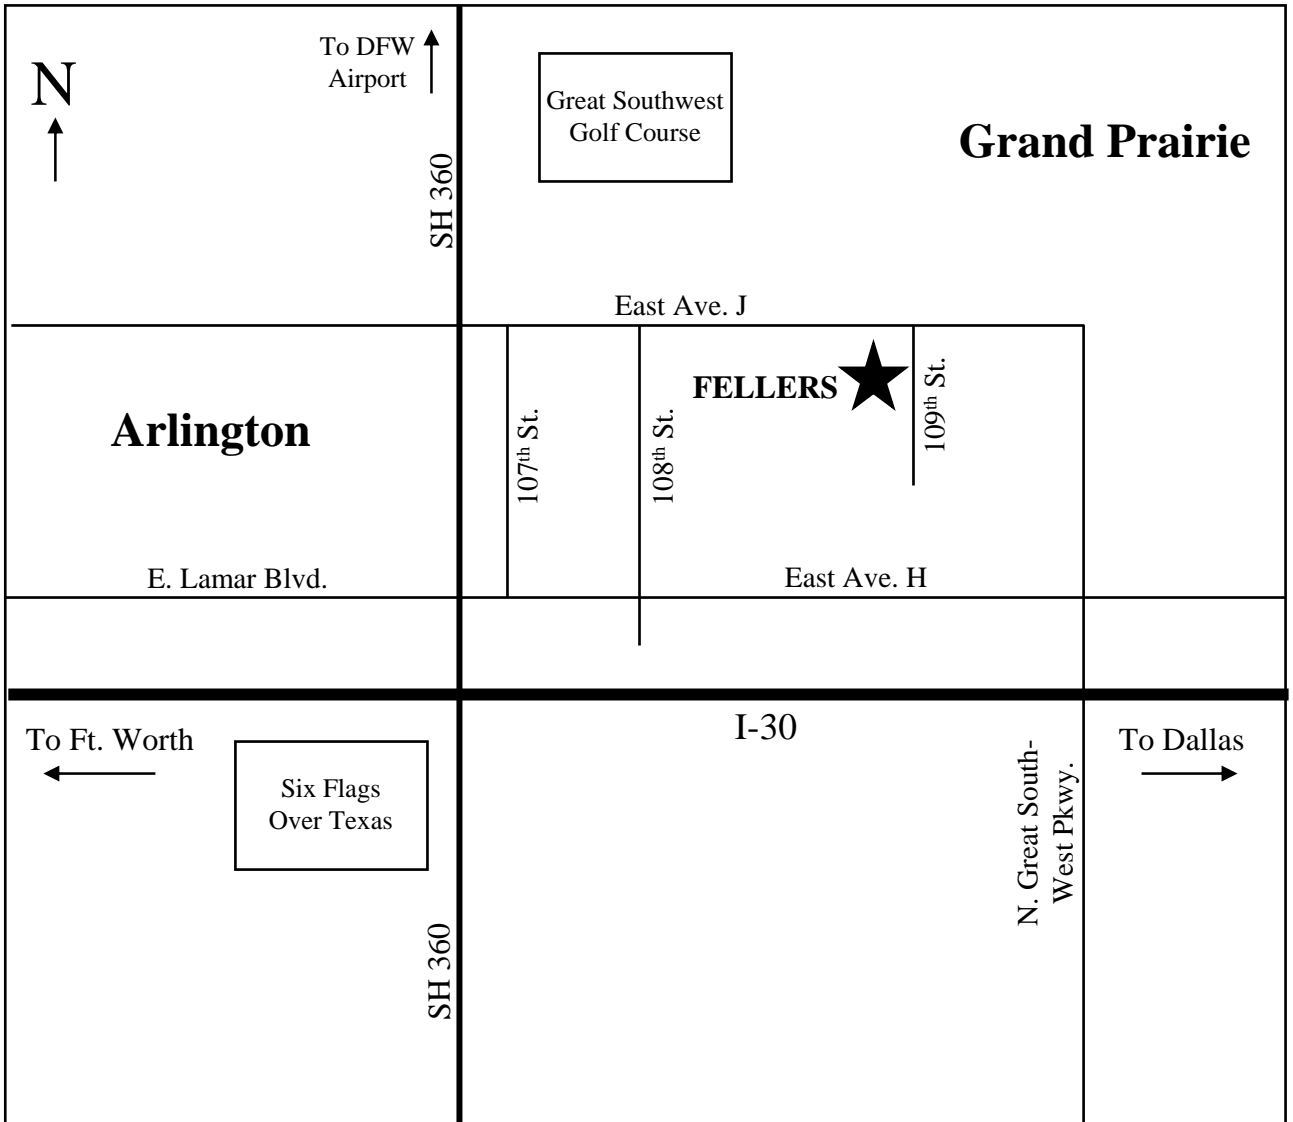 To DFW
Airport
N
Great Southwest
Golf Course
Grand Prairie
SH 360
East Ave. J
FELLERS
109th St.
Arlington
107th St.
108th St.
E. Lamar Blvd.
East Ave. H
I-30
To Ft. Worth
To Dallas
Six Flags
Over Texas
N. Great South-
West Pkwy.
SH 360